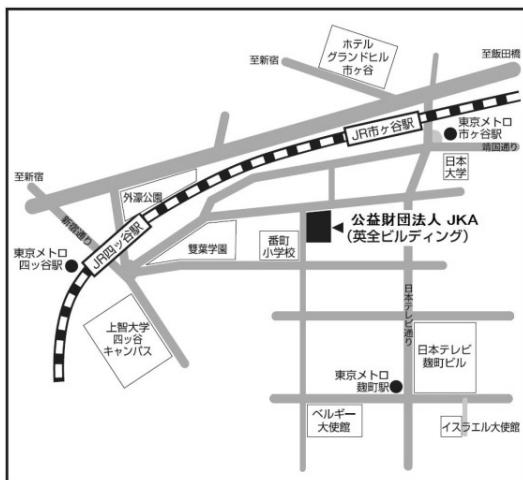 ホテル
グランドヒル
市ヶ谷
至新宿
至飯田橋
JR市ヶ谷駅
東京メトロ
市ヶ谷駅
靖国通り
日本
大学
至新宿
外濠公園
新宿通り
JR四ッ谷駅
東京メトロ
四ッ谷駅
雙葉学園
番町
小学校
公益財団法人 JKA
(英全ビルディング)
上智大学
四ッ谷
キャンパス
日本テレビ通り
日本テレビ
麹町ビル
東京メトロ
麹町駅
ベルギー
大使館
イスラエル大使館